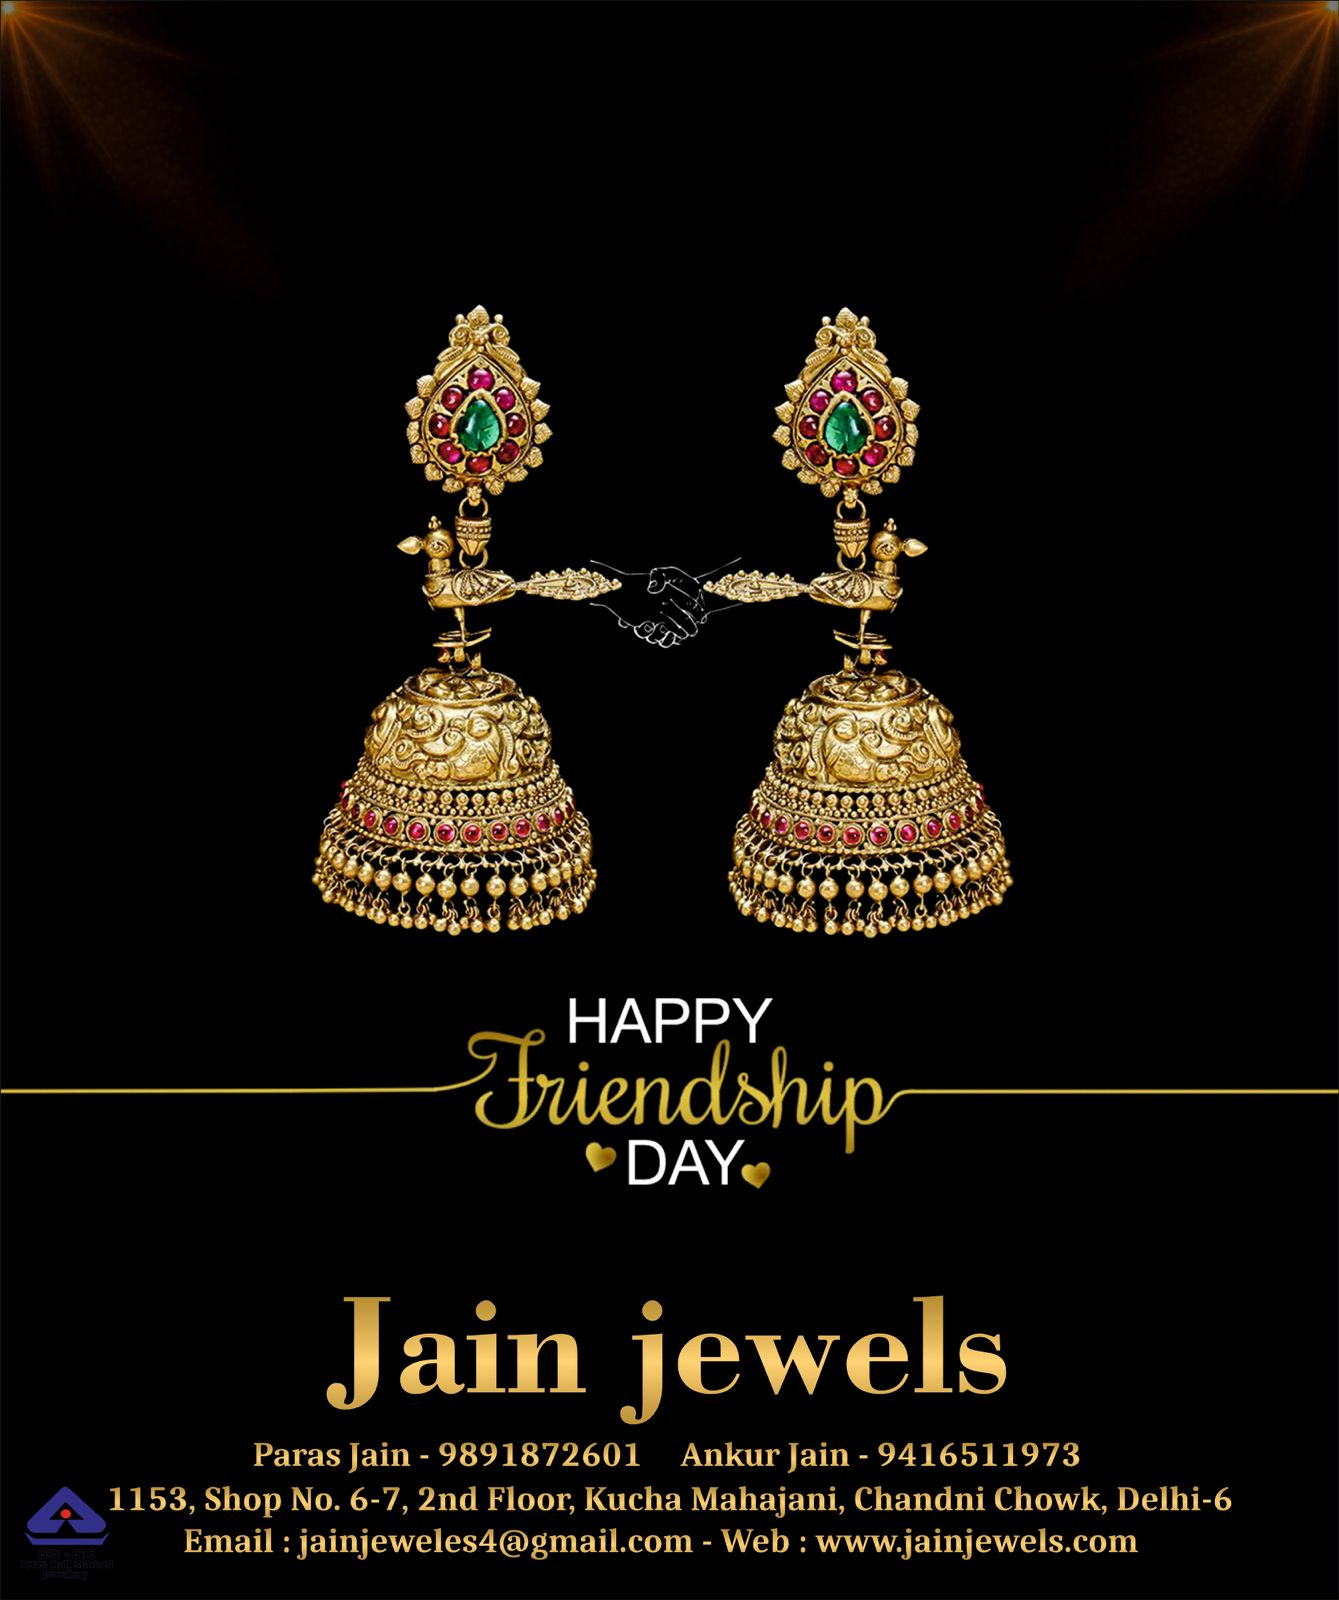 HAPPY
Friendship
DAY
Jain jewels
Paras Jain - 9891872601 Ankur Jain - 9416511973
1153, Shop No. 6-7, 2nd Floor, Kucha Mahajani, Chandni Chowk, Delhi-6
Email : jainjeweles4@gmail.com - Web : www.jainjewels.com
Jewellery